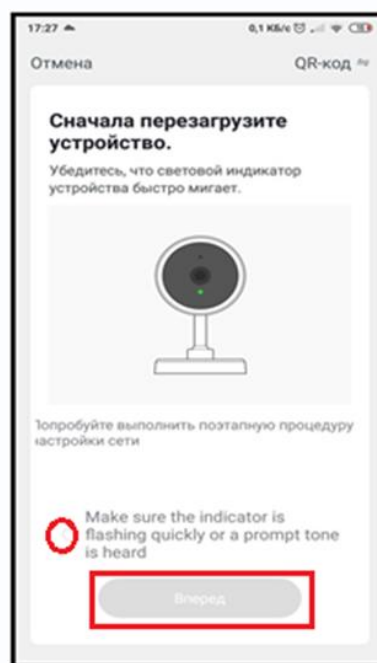 17:27
0,1 КБ/с
Отмена
QR-код
Сначала перезагрузите
устройство.
Убедитесь, что световой индикатор
устройства быстро мигает.
Попробуйте выполнить поэтапную процедуру
настройки сети
Make sure the indicator is
flashing quickly or a prompt tone
is heard
Вперед